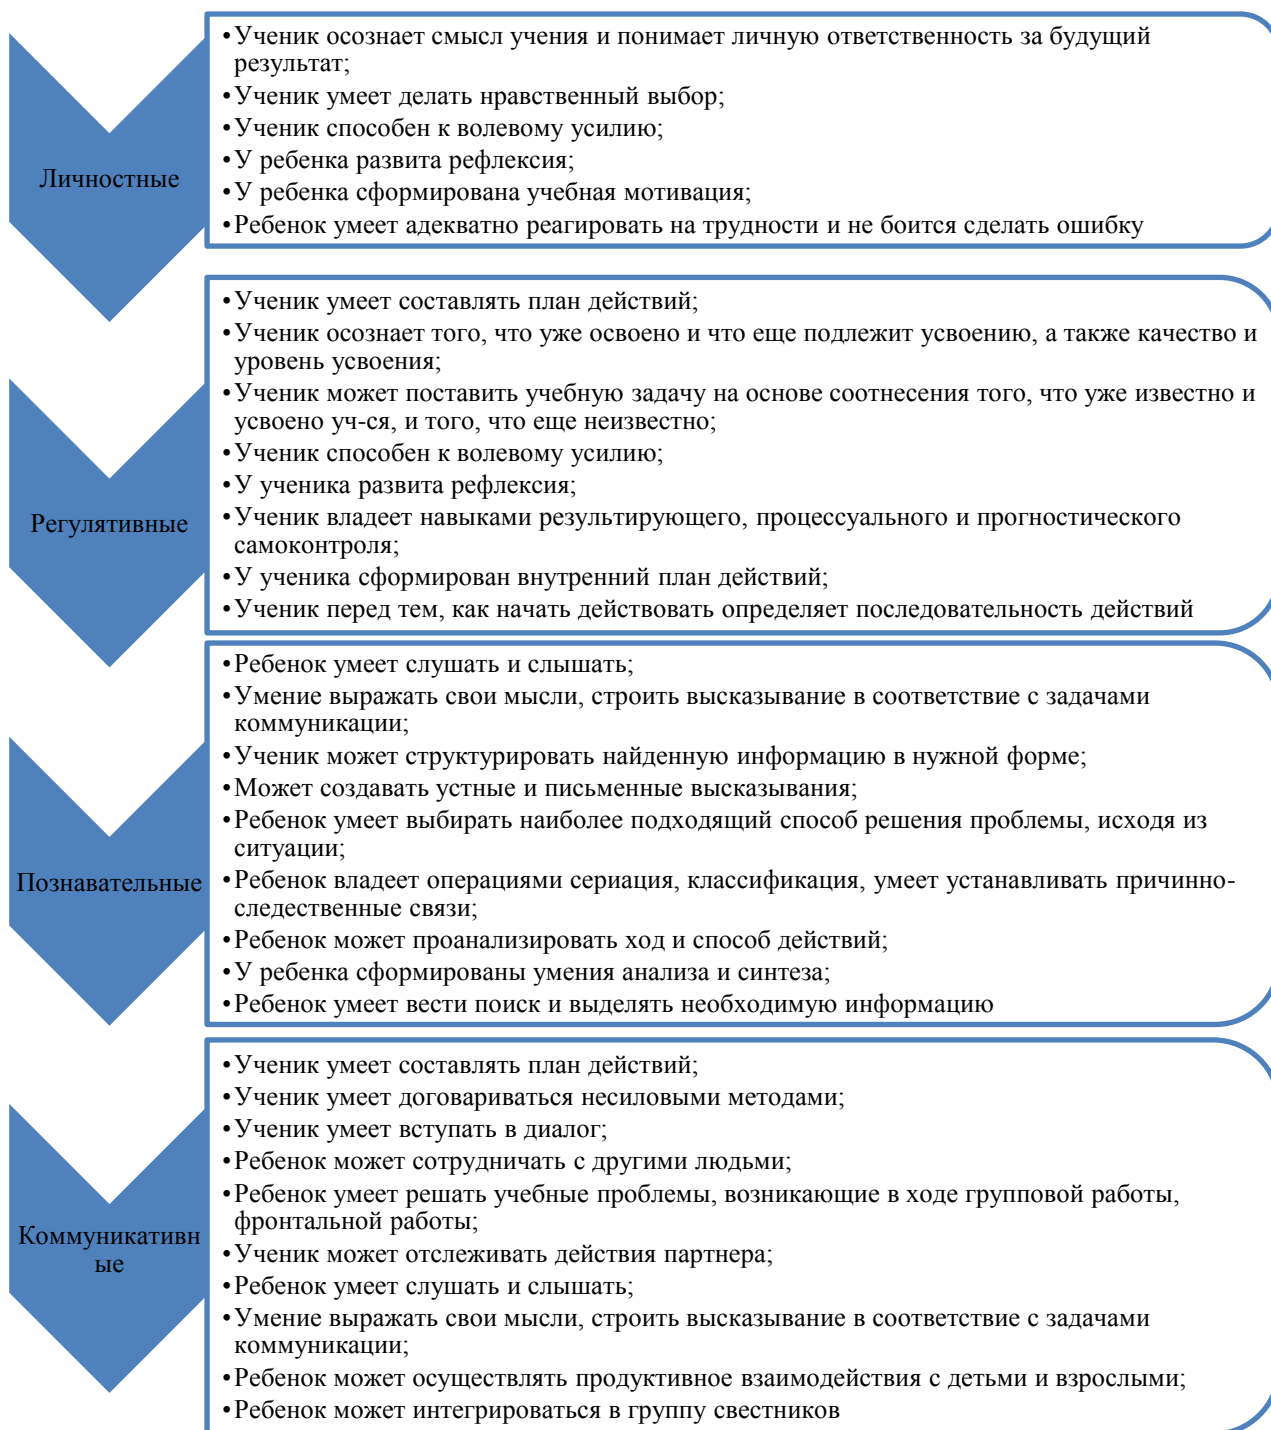 Личностные
•Ученик осознает смысл учения и понимает личную ответственность за будущий
результат;
•Ученик умеет делать нравственный выбор;
•Ученик способен к волевому усилию;
•У ребенка развита рефлексия;
•У ребенка сформирована учебная мотивация;
•Ребенок умеет адекватно реагировать на трудности и не боится сделать ошибку
Регулятивные
•Ученик умеет составлять план действий;
•Ученик осознает того, что уже освоено и что еще подлежит усвоению, а также качество и
уровень усвоения;
•Ученик может поставить учебную задачу на основе соотнесения того, что уже известно и
усвоено уч-ся, и того, что еще неизвестно;
•Ученик способен к волевому усилию;
•У ученика развита рефлексия;
•Ученик владеет навыками результирующего, процессуального и прогностического
самоконтроля;
•У ученика сформирован внутренний план действий;
•Ученик перед тем, как начать действовать определяет последовательность действий
Познавательные
•Ребенок умеет слушать и слышать;
•Умение выражать свои мысли, строить высказывание в соответствие с задачами
коммуникации;
•Ученик может структурировать найденную информацию в нужной форме;
•Может создавать устные и письменные высказывания;
•Ребенок умеет выбирать наиболее подходящий способ решения проблемы, исходя из
ситуации;
•Ребенок владеет операциями сериация, классификация, умеет устанавливать причинно-
следственные связи;
•Ребенок может проанализировать ход и способ действий;
•У ребенка сформированы умения анализа и синтеза;
•Ребенок умеет вести поиск и выделять необходимую информацию
Коммуникативн
ые
•Ученик умеет составлять план действий;
•Ученик умеет договариваться несиловыми методами;
•Ученик умеет вступать в диалог;
•Ребенок может сотрудничать с другими людьми;
•Ребенок умеет решать учебные проблемы, возникающие в ходе групповой работы,
фронтальной работы;
•Ученик может отслеживать действия партнера;
•Ребенок умеет слушать и слышать;
•Умение выражать свои мысли, строить высказывание в соответствие с задачами
коммуникации;
•Ребенок может осуществлять продуктивное взаимодействия с детьми и взрослыми;
•Ребенок может интегрироваться в группу свестников